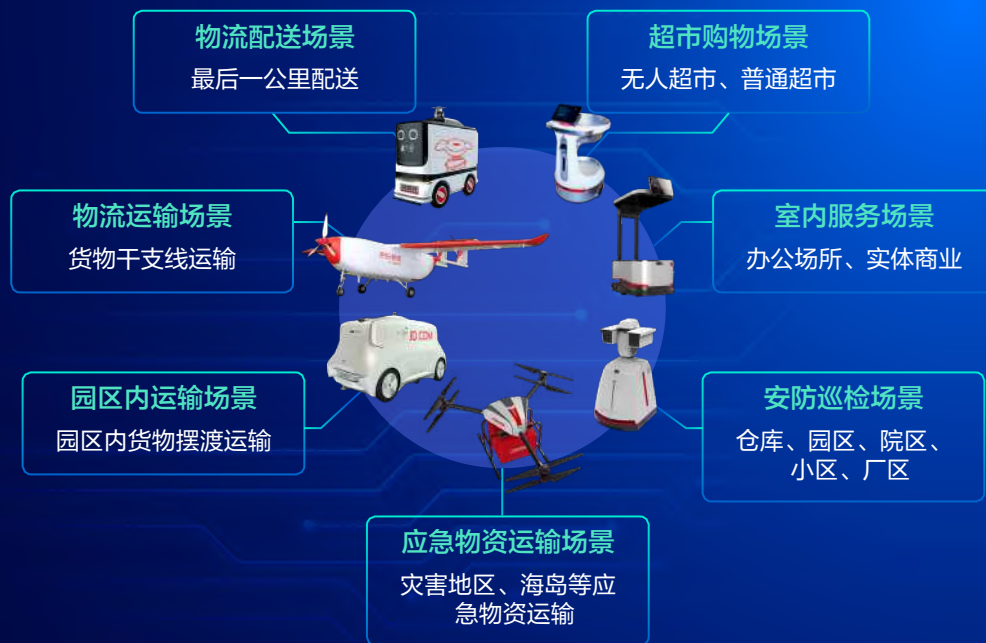 物流配送场景
最后一公里配送
超市购物场景
无人超市、普通超市
物流运输场景
货物干支线运输
室内服务场景
办公场所、实体商业
JD.COM
园区内运输场景
园区内货物摆渡运输
安防巡检场景
仓库、园区、院区、
小区、厂区
应急物资运输场景
灾害地区、海岛等应
急物资运输